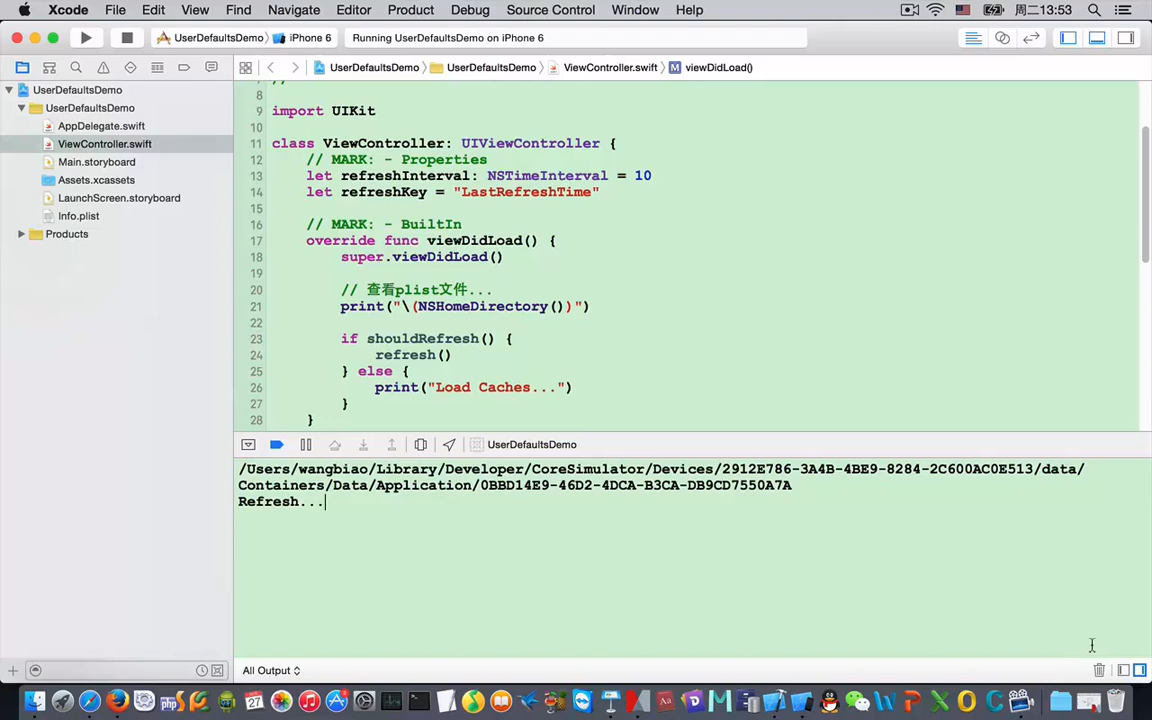 Xcode File Edit View Find Navigate Editor Product Debug Source Control Window Help 周二13:53
UserDefaultsDemo iPhone 6 Running UserDefaultsDemo on iPhone 6
UserDefaultsDemo UserDefaultsDemo ViewController.swift M viewDidLoad()
UserDefaultsDemo
UserDefaultsDemo
AppDelegate.swift
ViewController.swift
Main.storyboard
Assets.xcassets
LaunchScreen.storyboard
Info.plist
Products
8
9 import UIKit
10
11 class ViewController: UIViewController {
12 // MARK: - Properties
13 let refreshInterval: NSTimeInterval = 10
14 let refreshKey = "LastRefreshTime"
15
16 // MARK: - BuiltIn
17 override func viewDidLoad() {
18 super.viewDidLoad()
19
20 // 查看plist文件...
21 print("\(NSHomeDirectory())")
22
23 if shouldRefresh() {
24 refresh()
25 } else {
26 print("Load Caches...")
27 }
28 }
UserDefaultsDemo
/Users/wangbiao/Library/Developer/CoreSimulator/Devices/2912E786-3A4B-4BE9-8284-2C600AC0E513/data/
Containers/Data/Application/0BBD14E9-46D2-4DCA-B3CA-DB9CD7550A7A
Refresh...
All Output